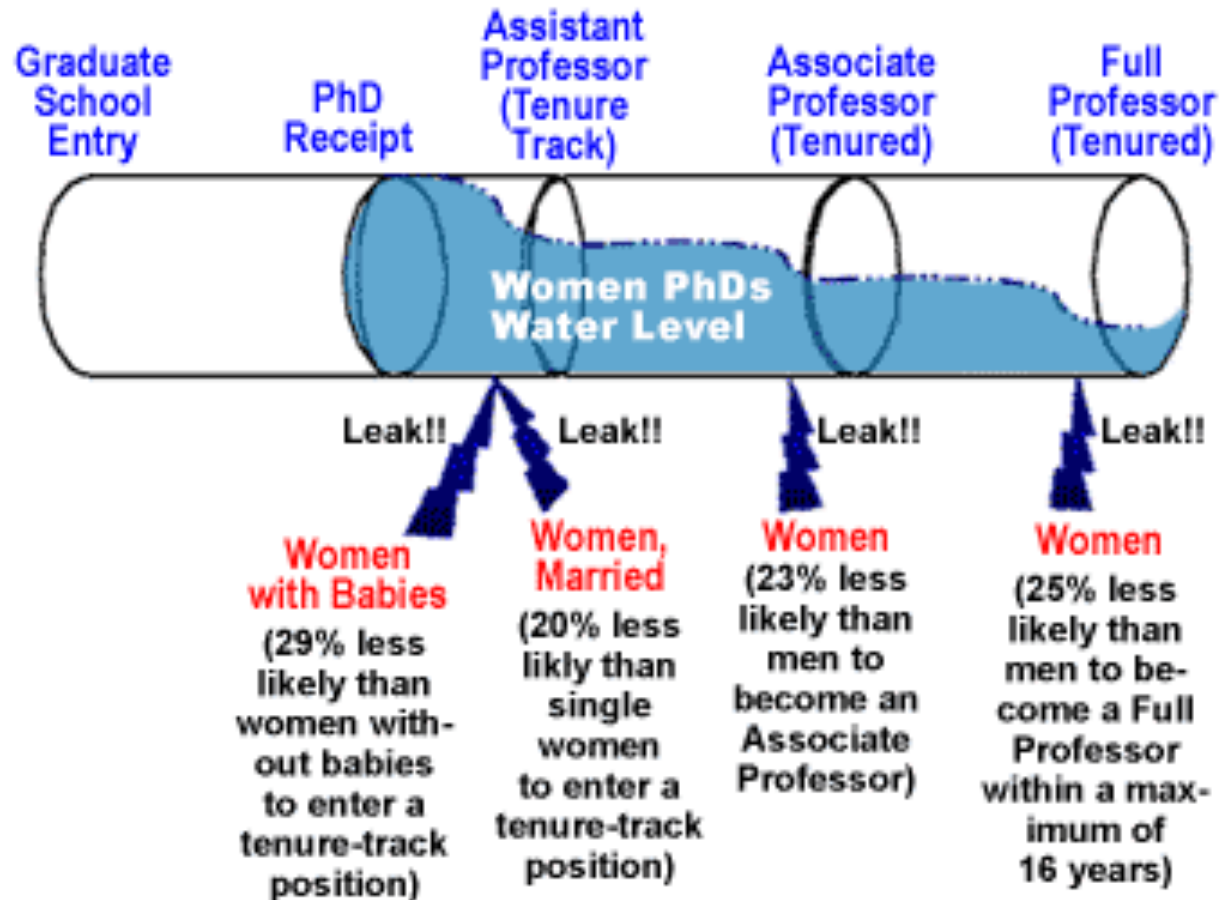 Graduate
School
Entry
PhD
Receipt
Assistant
Professor
(Tenure
Track)
Associate
Professor
(Tenured)
Full
Professor
(Tenured)
Women PhDs
Water Level
Leak!!
Leak!!
Leak!!
Leak!!
Women
with Babies
(29% less
likely than
women with-
out babies
to enter a
tenure-track
position)
Women,
Married
(20% less
likly than
single
women
to enter a
tenure-track
position)
Women
(23% less
likely than
men to
become an
Associate
Professor)
Women
(25% less
likely than
men to be-
come a Full
Professor
within a max-
imum of
16 years)